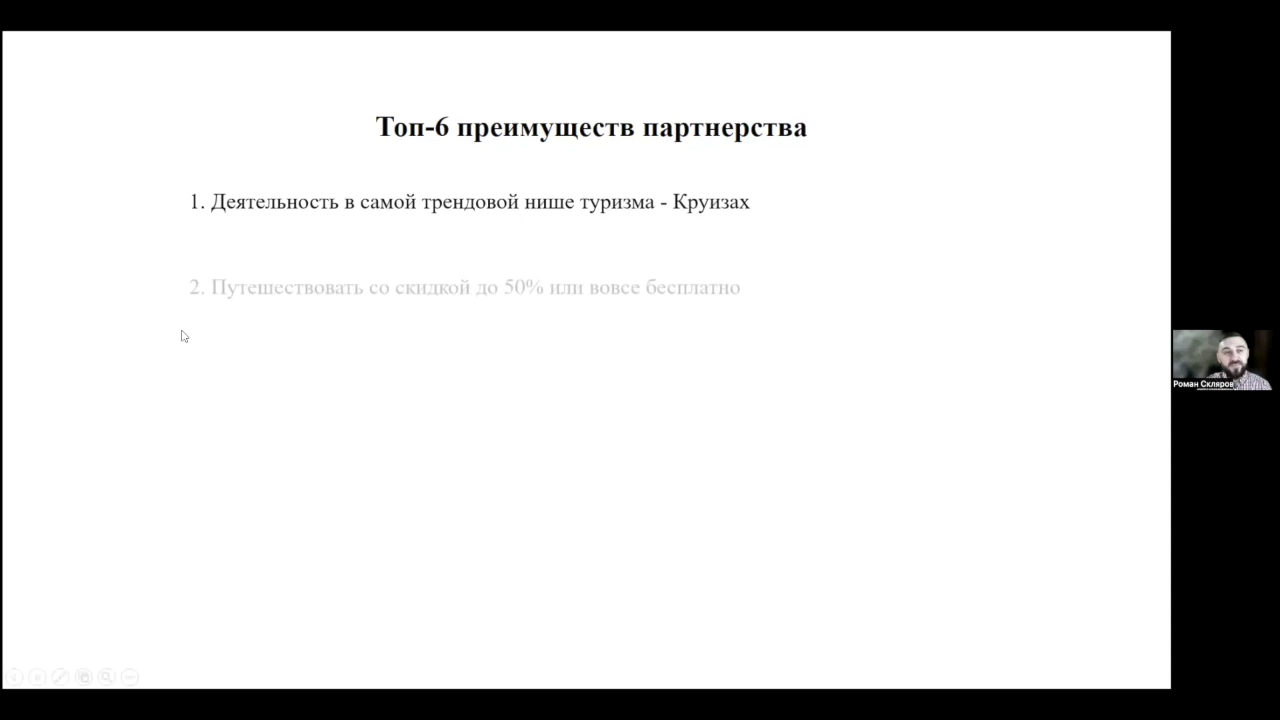 Топ-6 преимуществ партнерства
1. Деятельность в самой трендовой нише туризма - Круизах
2. Путешествовать со скидкой до 50% или вовсе бесплатно
Роман Скляров